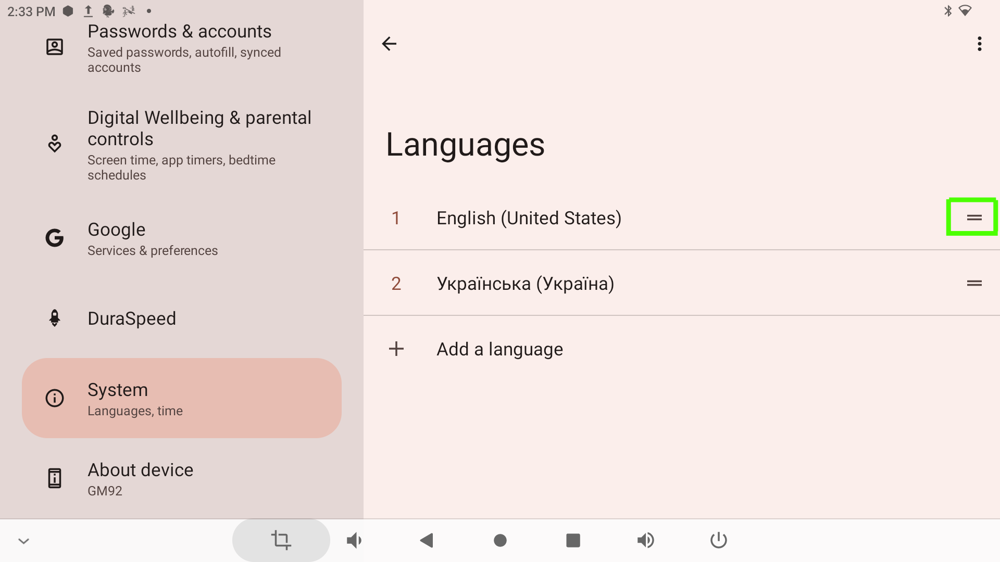 2:33 PM
Passwords & accounts
Saved passwords, autofill, synced
accounts
Digital Wellbeing & parental
controls
Screen time, app timers, bedtime
schedules
Google
Services & preferences
DuraSpeed
System
Languages, time
About device
GM92
Languages
1 English (United States)
2 Українська (Україна)
Add a language